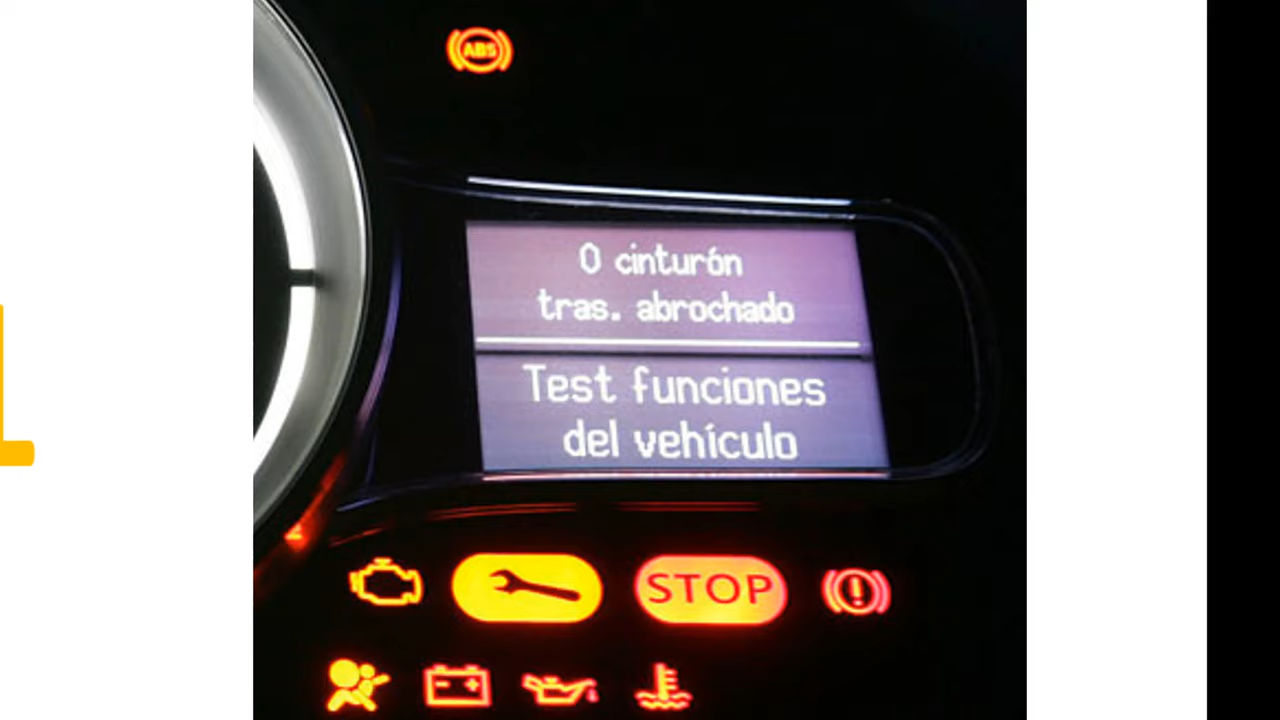 ABS
0 cinturón
tras. abrochado
Test funciones
del vehículo
STOP